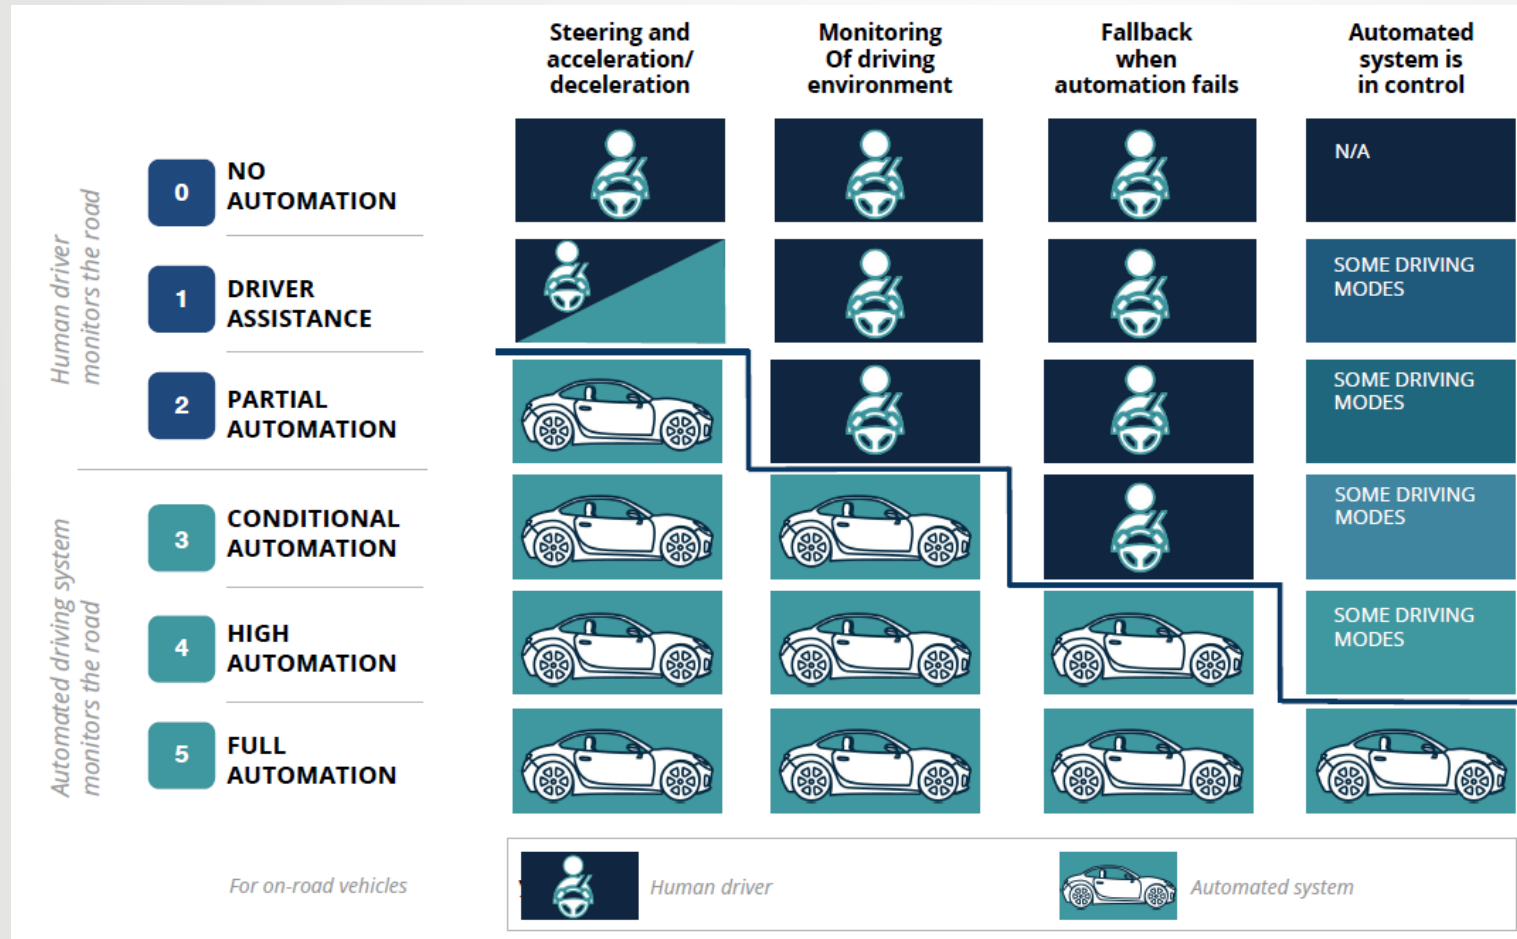 Steering and
acceleration/
deceleration
Monitoring
Of driving
environment
Fallback
when
automation fails
Automated
system is
in control
Human driver
monitors the road
0
NO
AUTOMATION
N/A
1
DRIVER
ASSISTANCE
SOME DRIVING
MODES
2
PARTIAL
AUTOMATION
SOME DRIVING
MODES
Automated driving system
monitors the road
3
CONDITIONAL
AUTOMATION
SOME DRIVING
MODES
4
HIGH
AUTOMATION
SOME DRIVING
MODES
5
FULL
AUTOMATION
For on-road vehicles
Human driver
Automated system